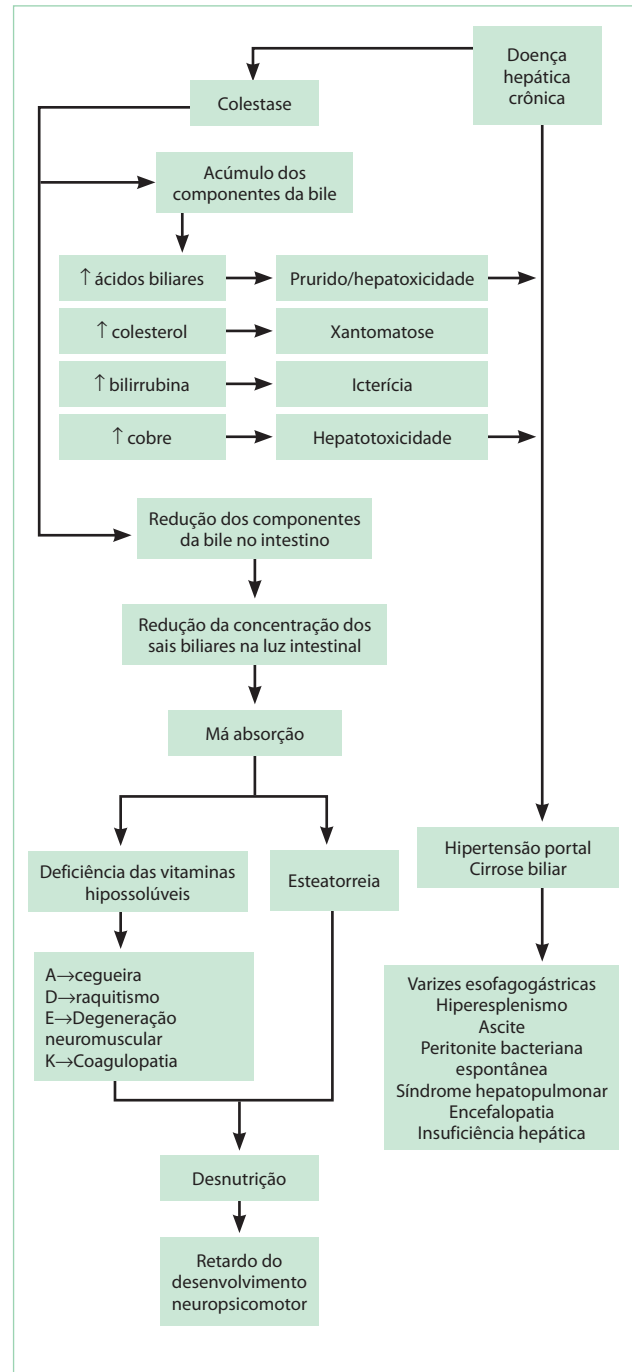 Doença
hepática
crônica
Colestase
Acúmulo dos
componentes da bile
↑ ácidos biliares
Prurido/hepatoxicidade
↑ colesterol
Xantomatose
↑ bilirrubina
Icterícia
↑ cobre
Hepatotoxicidade
Redução dos componentes
da bile no intestino
Redução da concentração dos
sais biliares na luz intestinal
Má absorção
Deficiência das vitaminas
hipossolúveis
Esteatorreia
Hipertensão portal
Cirrose biliar
A→cegueira
D→raquitismo
E→Degeneração
neuromuscular
K→Coagulopatia
Varizes esofagogástricas
Hiperesplenismo
Ascite
Peritonite bacteriana
espontânea
Síndrome hepatopulmonar
Encefalopatia
Insuficiência hepática
Desnutrição
Retardo do
desenvolvimento
neuropsicomotor